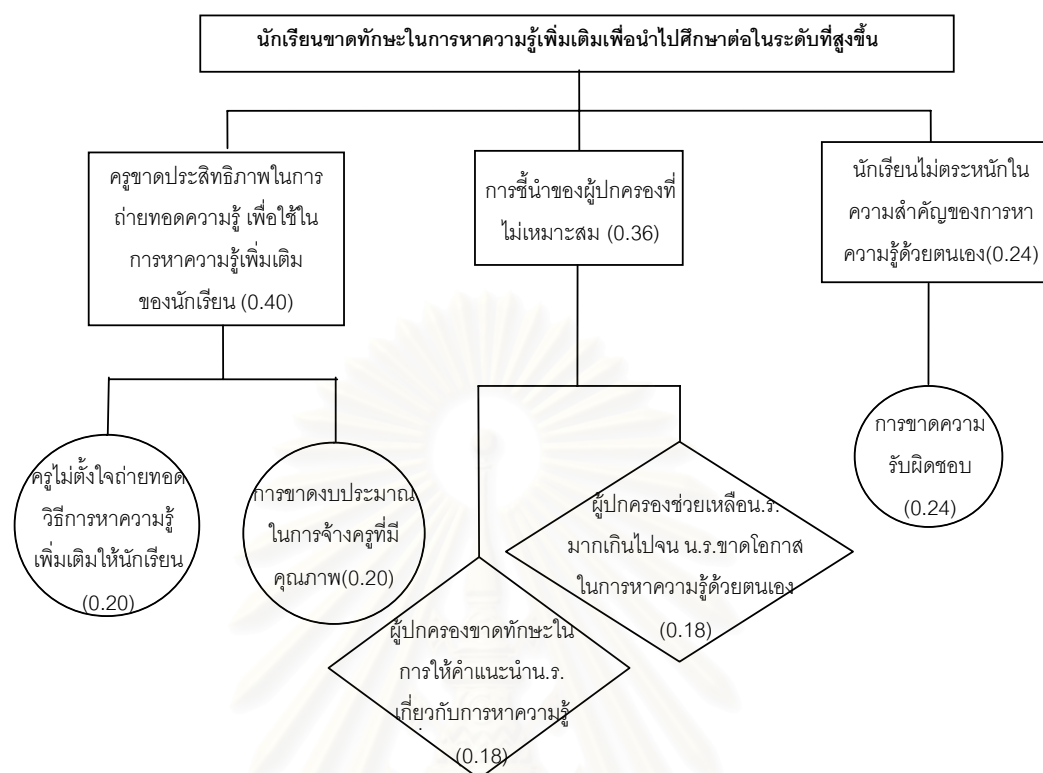 นักเรียนขาดทักษะในการหาความรู้เพิ่มเติมเพื่อนำไปศึกษาต่อในระดับที่สูงขึ้น
ครูขาดประสิทธิภาพในการ
ถ่ายทอดความรู้ เพื่อใช้ใน
การหาความรู้เพิ่มเติม
ของนักเรียน (0.40)
การชี้นำของผู้ปกครองที่
ไม่เหมาะสม (0.36)
นักเรียนไม่ตระหนักใน
ความสำคัญของการหา
ความรู้ด้วยตนเอง(0.24)
ครูไม่ตั้งใจถ่ายทอด
วิธีการหาความรู้
เพิ่มเติมให้นักเรียน
(0.20)
การขาดงบประมาณ
ในการจ้างครูที่มี
คุณภาพ(0.20)
ผู้ปกครองขาดทักษะใน
การให้คำแนะนำน.ร.
เกี่ยวกับการหาความรู้
(0.18)
ผู้ปกครองช่วยเหลือน.ร.
มากเกินไปจน น.ร.ขาดโอกาส
ในการหาความรู้ด้วยตนเอง
(0.18)
การขาดความ
รับผิดชอบ
(0.24)